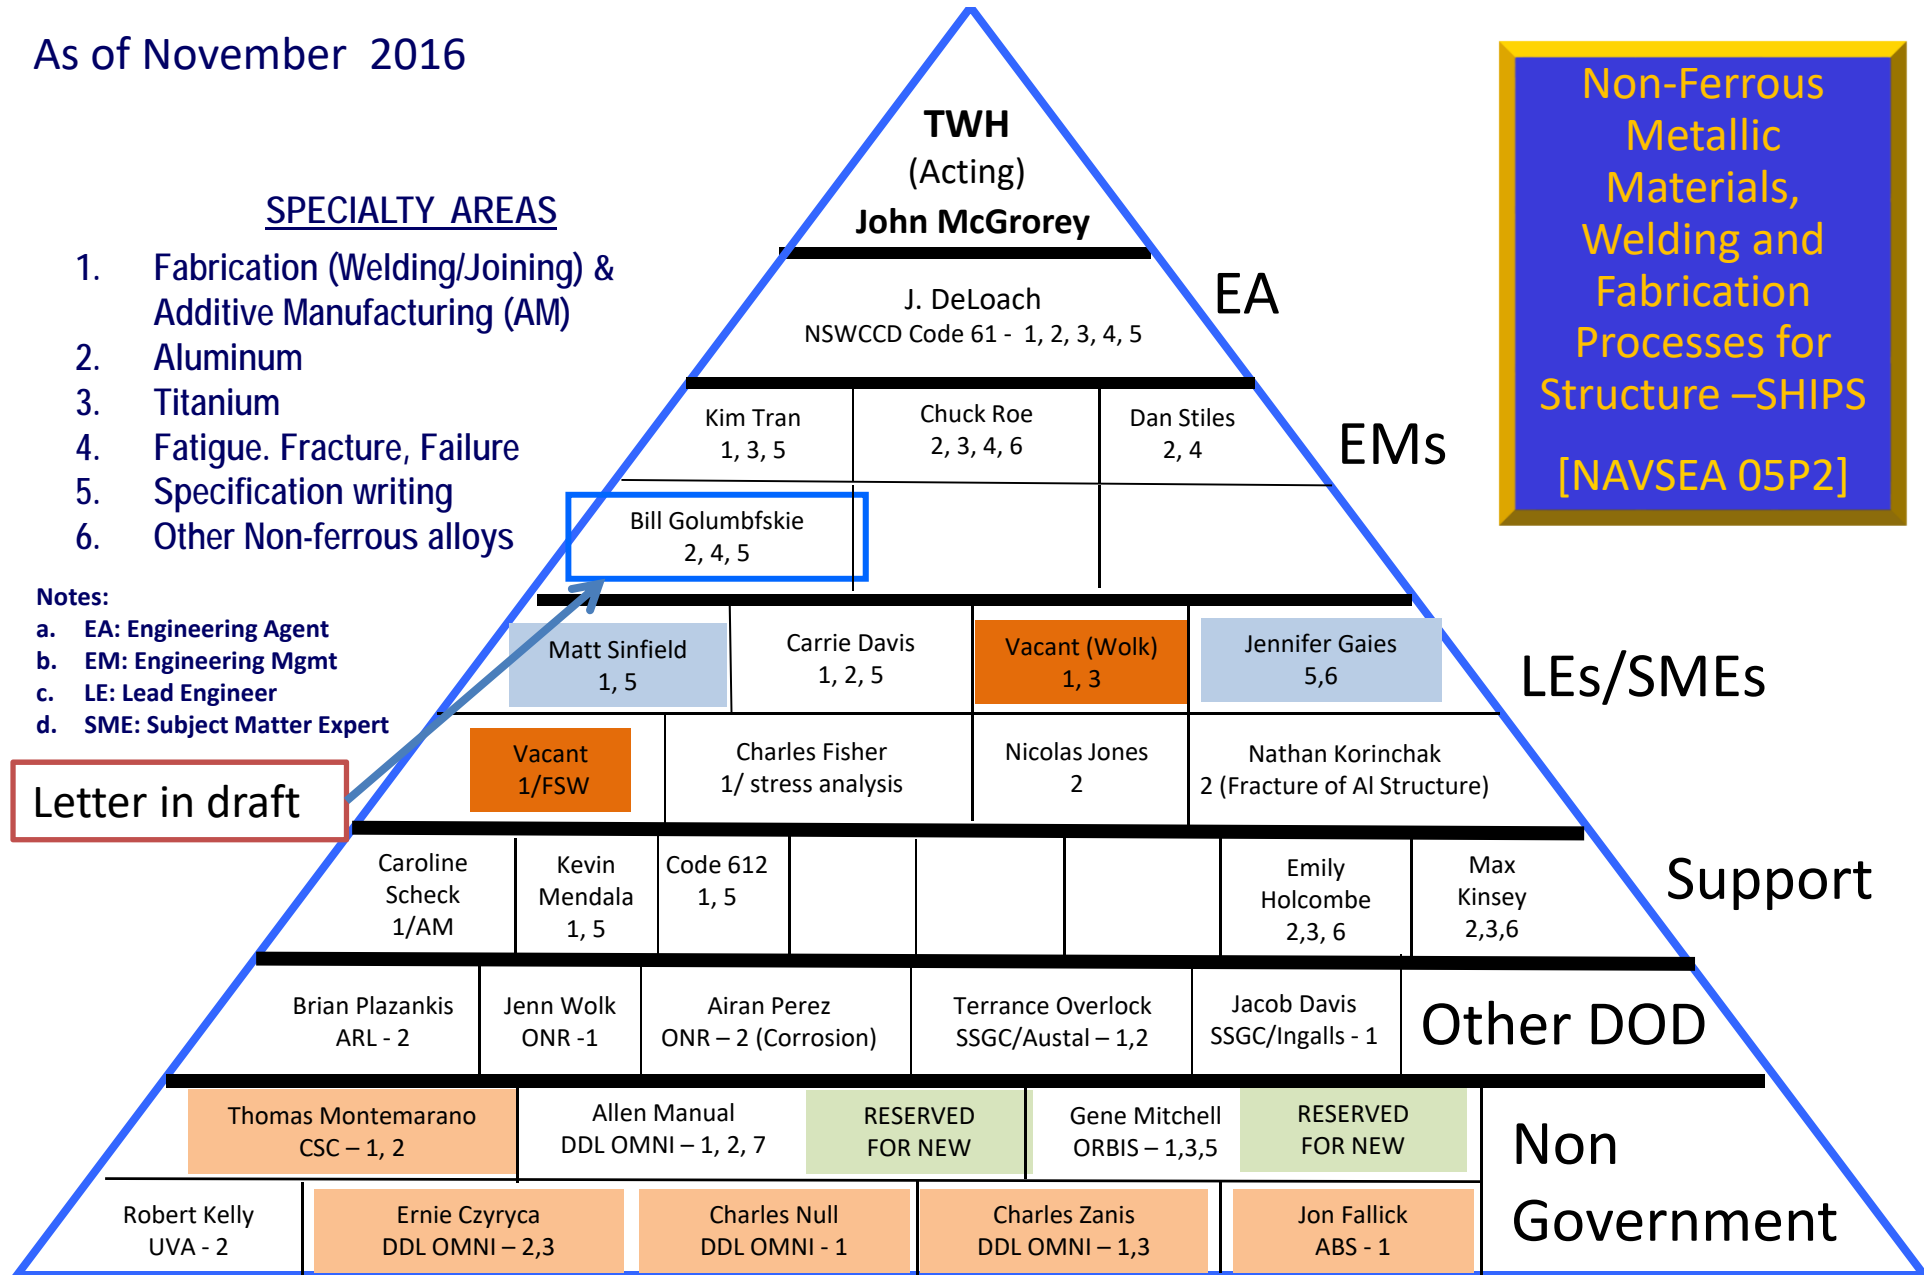 As of November 2016
SPECIALTY AREAS
1. Fabrication (Welding/Joining) &
Additive Manufacturing (AM)
2. Aluminum
3. Titanium
4. Fatigue. Fracture, Failure
5. Specification writing
6. Other Non-ferrous alloys
Notes:
a. EA: Engineering Agent
b. EM: Engineering Mgmt
c. LE: Lead Engineer
d. SME: Subject Matter Expert
Letter in draft
Non-Ferrous
Metallic
Materials,
Welding and
Fabrication
Processes for
Structure –SHIPS
[NAVSEA 05P2]
TWH
(Acting)
John McGrorey
J. DeLoach
NSWCCD Code 61 - 1, 2, 3, 4, 5
EA
Kim Tran
1, 3, 5
Chuck Roe
2, 3, 4, 6
Dan Stiles
2, 4
EMs
Bill Golumbfskie
2, 4, 5
Matt Sinfield
1, 5
Carrie Davis
1, 2, 5
Vacant (Wolk)
1, 3
Jennifer Gaies
5,6
LEs/SMEs
Vacant
1/FSW
Charles Fisher
1/ stress analysis
Nicolas Jones
2
Nathan Korinchak
2 (Fracture of Al Structure)
Caroline
Scheck
1/AM
Kevin
Mendala
1, 5
Code 612
1, 5
Emily
Holcombe
2,3, 6
Max
Kinsey
2,3,6
Support
Brian Plazankis
ARL - 2
Jenn Wolk
ONR -1
Airan Perez
ONR – 2 (Corrosion)
Terrance Overlock
SSGC/Austal – 1,2
Jacob Davis
SSGC/Ingalls - 1
Other DOD
Thomas Montemarano
CSC – 1, 2
Allen Manual
DDL OMNI – 1, 2, 7
RESERVED
FOR NEW
Gene Mitchell
ORBIS – 1,3,5
RESERVED
FOR NEW
Non
Government
Robert Kelly
UVA - 2
Ernie Czyryca
DDL OMNI – 2,3
Charles Null
DDL OMNI - 1
Charles Zanis
DDL OMNI – 1,3
Jon Fallick
ABS - 1